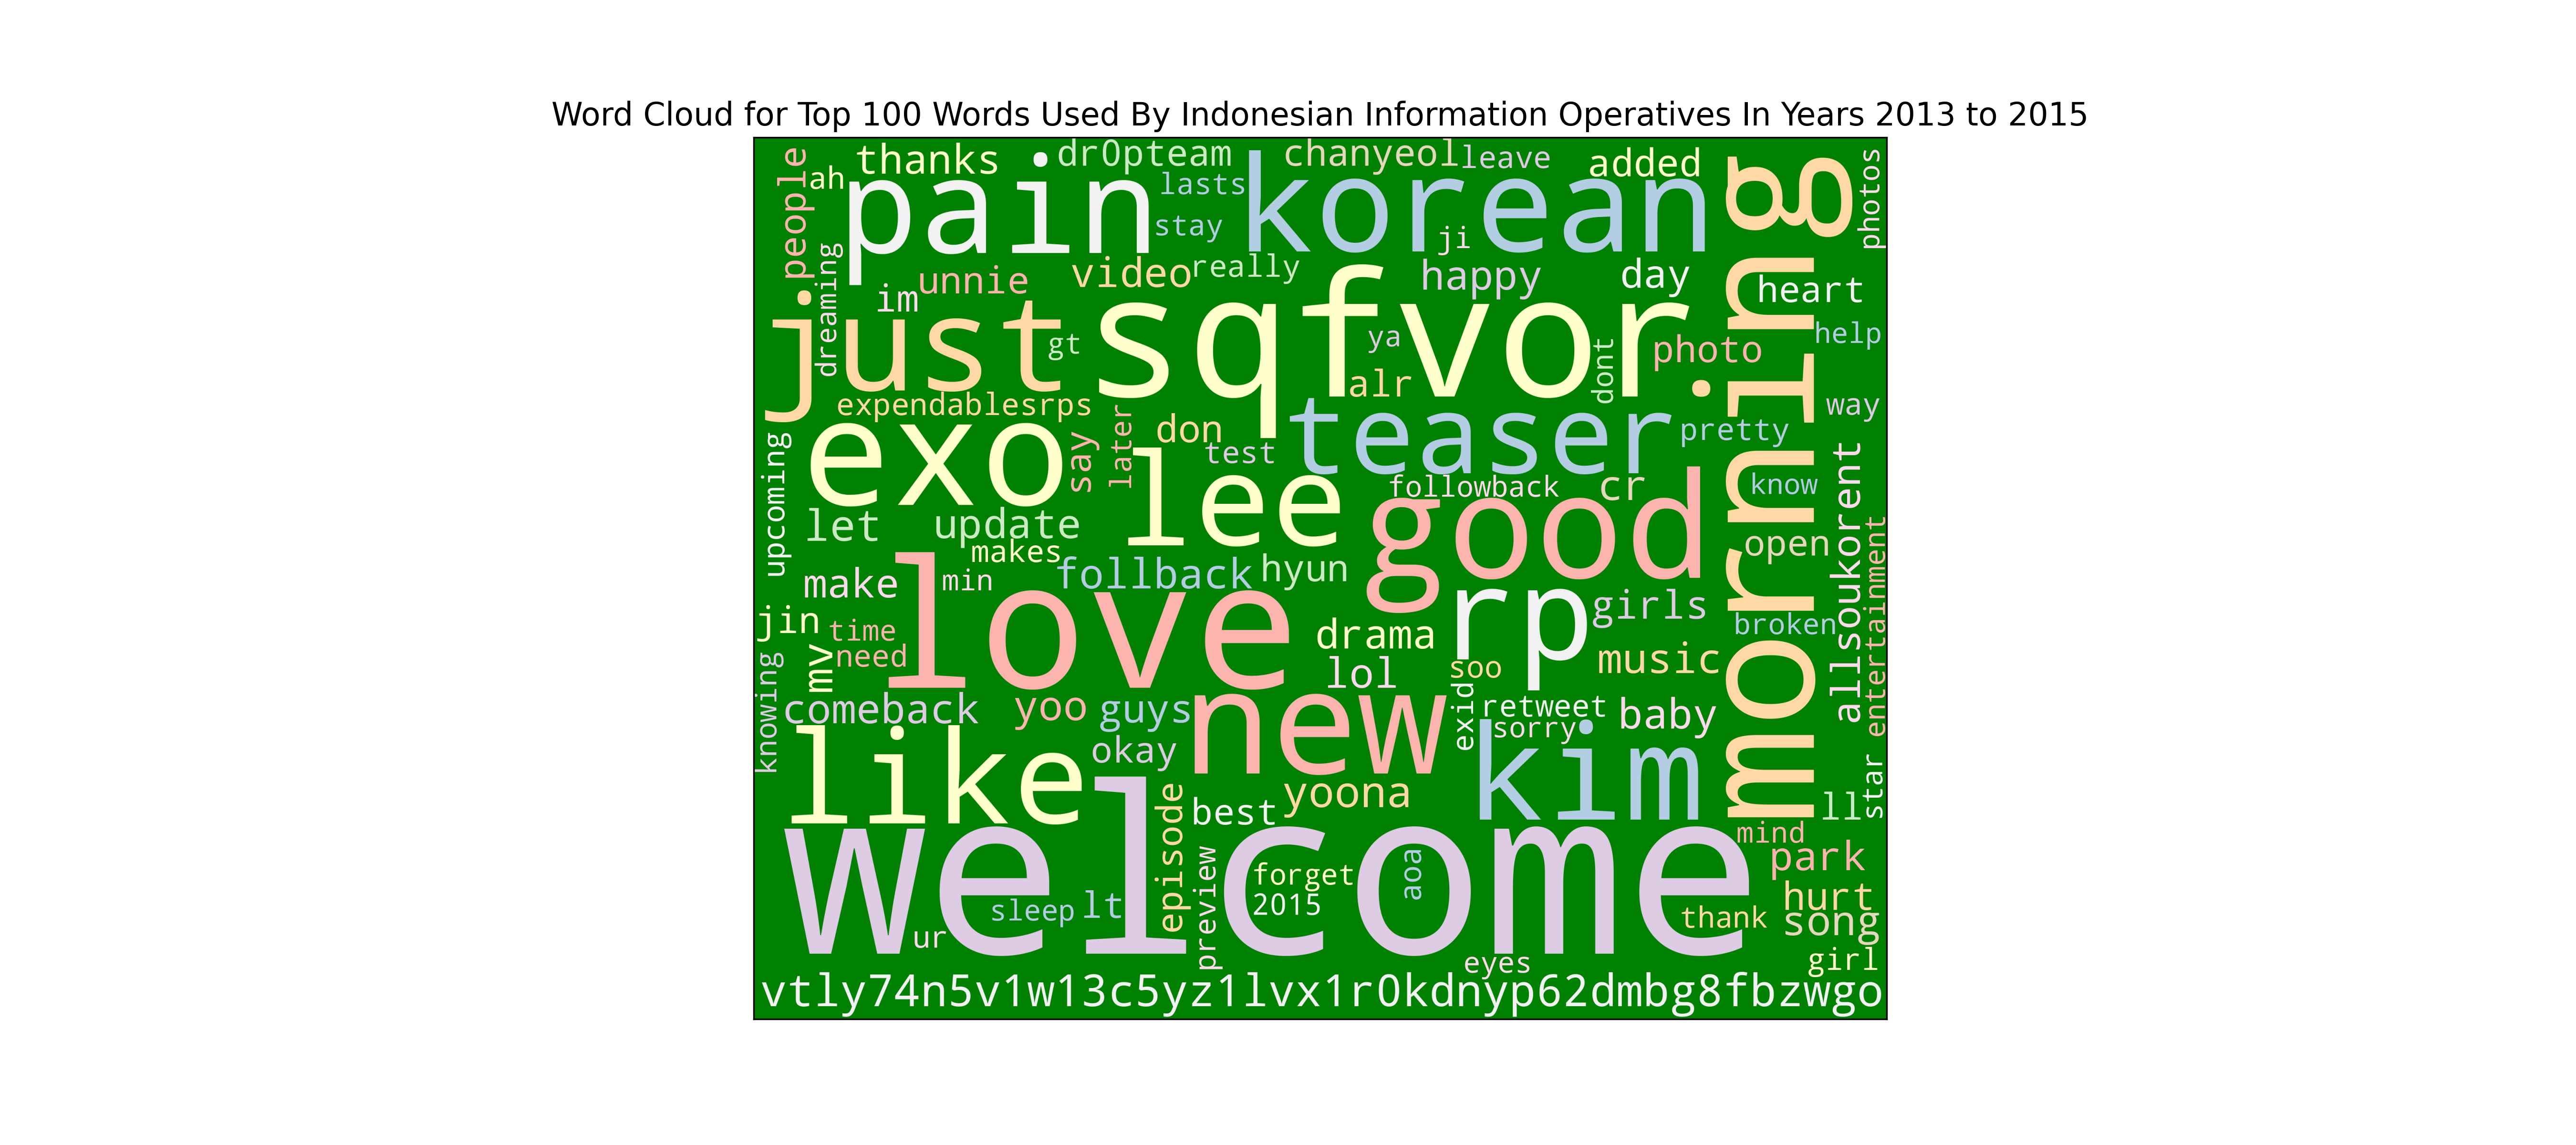 Word Cloud for Top 100 Words Used By Indonesian Information Operatives In Years 2013 to 2015
people
ah
thanks
dr0pteam
chanyeol
leave
added
photos
pain
lasts
korean
morning
stay
ji
dreaming
im
unnie
video
really
happy
day
heart
just
gt
sqfvor
ya
photo
help
alr
dont
expendablesrps
way
exo
say
later
don
teaser
pretty
test
upcoming
lee
followback
cr
know
let
update
good
allsoukorent
makes
open
entertainment
make
min
follback
hyun
love
rp
girls
jin
time
drama
broken
mv
need
lol
soo
music
knowing
comeback
yoo
guys
new
exid
retweet
baby
sorry
okay
like
kim
star
episode
best
yoona
ll
welcome
mind
preview
forget
aoa
park
hurt
2015
sleep
lt
thank
song
ur
eyes
girl
vtly74n5v1w13c5yz1lvx1r0kdnyp62dmbg8fbzwgo